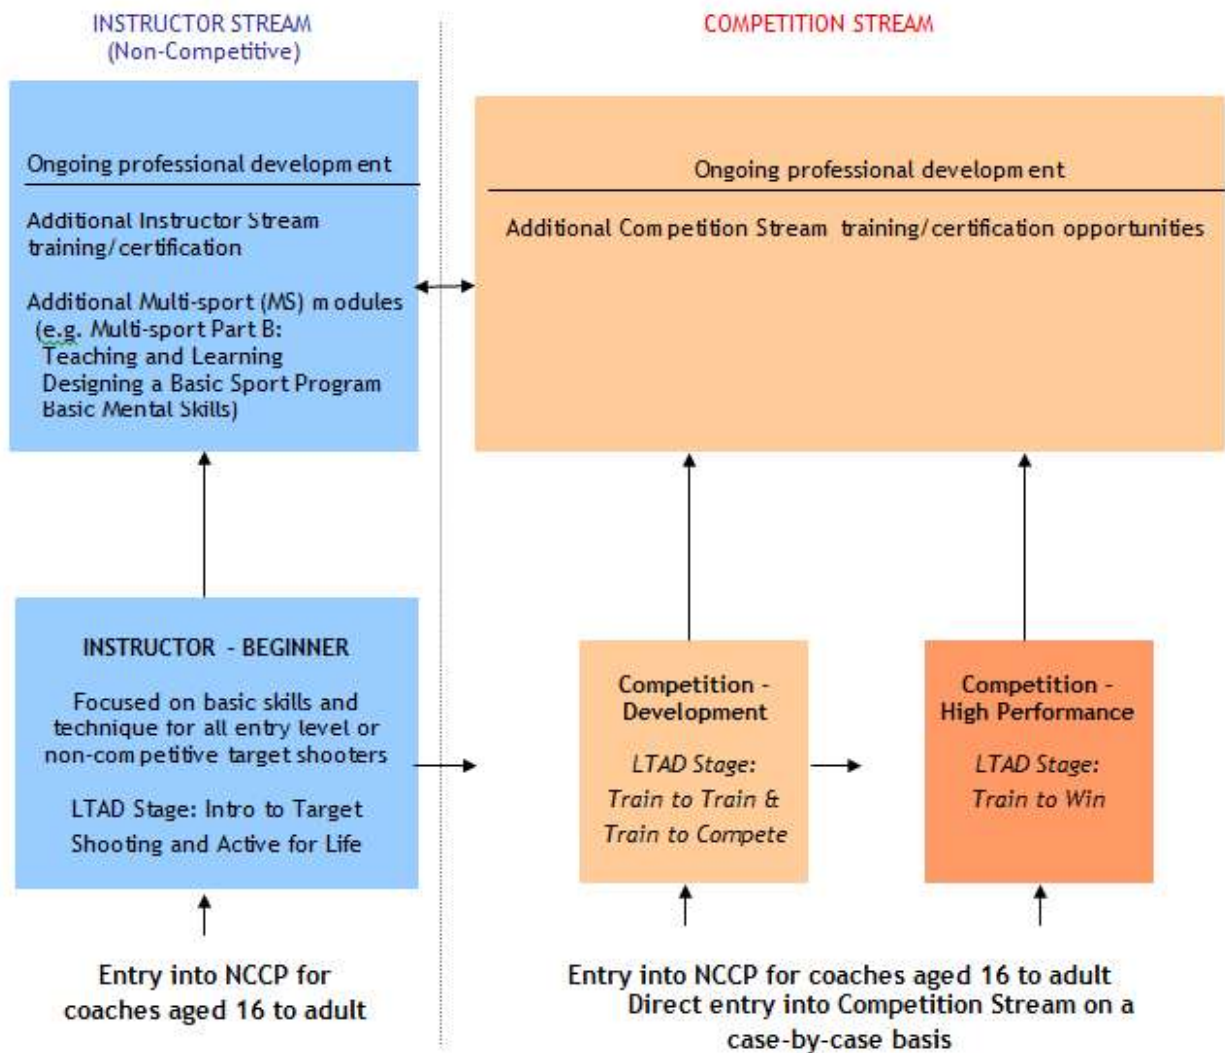 INSTRUCTOR STREAM
(Non-Competitive)
COMPETITION STREAM
Ongoing professional development
Additional Instructor Stream
training/certification
Additional Multi-sport (MS) modules
(e.g. Multi-sport Part B:
Teaching and Learning
Designing a Basic Sport Program
Basic Mental Skills)
Ongoing professional development
Additional Competition Stream training/certification opportunities
INSTRUCTOR - BEGINNER
Focused on basic skills and
technique for all entry level or
non-competitive target shooters
LTAD Stage: Intro to Target
Shooting and Active for Life
Competition -
Development
LTAD Stage:
Train to Train &
Train to Compete
Competition -
High Performance
LTAD Stage:
Train to Win
Entry into NCCP for
coaches aged 16 to adult
Entry into NCCP for coaches aged 16 to adult
Direct entry into Competition Stream on a
case-by-case basis